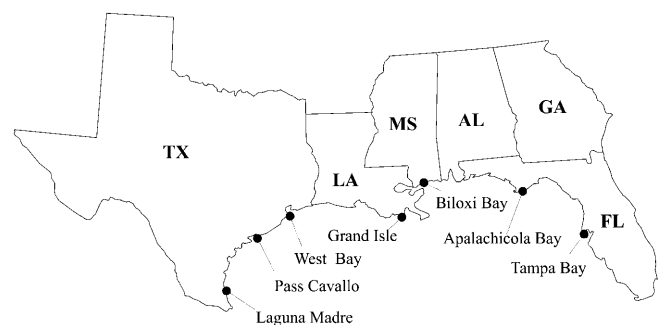 GA
MS
AL
TX
LA
Biloxi Bay
FL
Grand Isle
Apalachicola Bay
West Bay
Tampa Bay
Pass Cavallo
Laguna Madre